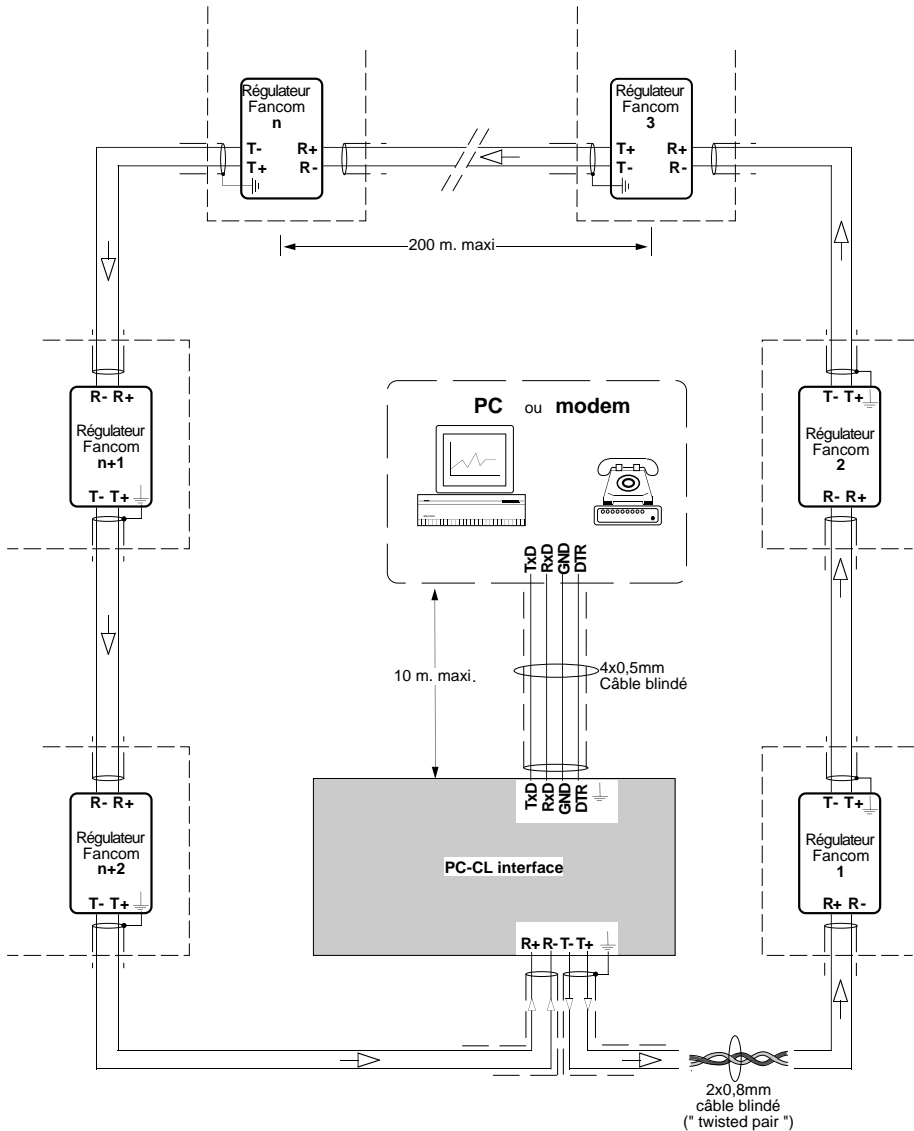 Régulateur
Fancom
n
T- R+
T+ R-
Régulateur
Fancom
3
T+ R+
T- R-
200 m. maxi
R- R+
Régulateur
Fancom
n+1
T- T+
PC ou modem
TxD
RxD
GND
DTR
T- T+
Régulateur
Fancom
2
R- R+
10 m. maxi.
4x0,5mm
Câble blindé
R- R+
Régulateur
Fancom
n+2
T- T+
TxD
RxD
GND
DTR
PC-CL interface
R+ R- T- T+
T- T+
Régulateur
Fancom
1
R+ R-
2x0,8mm
câble blindé
(" twisted pair ")